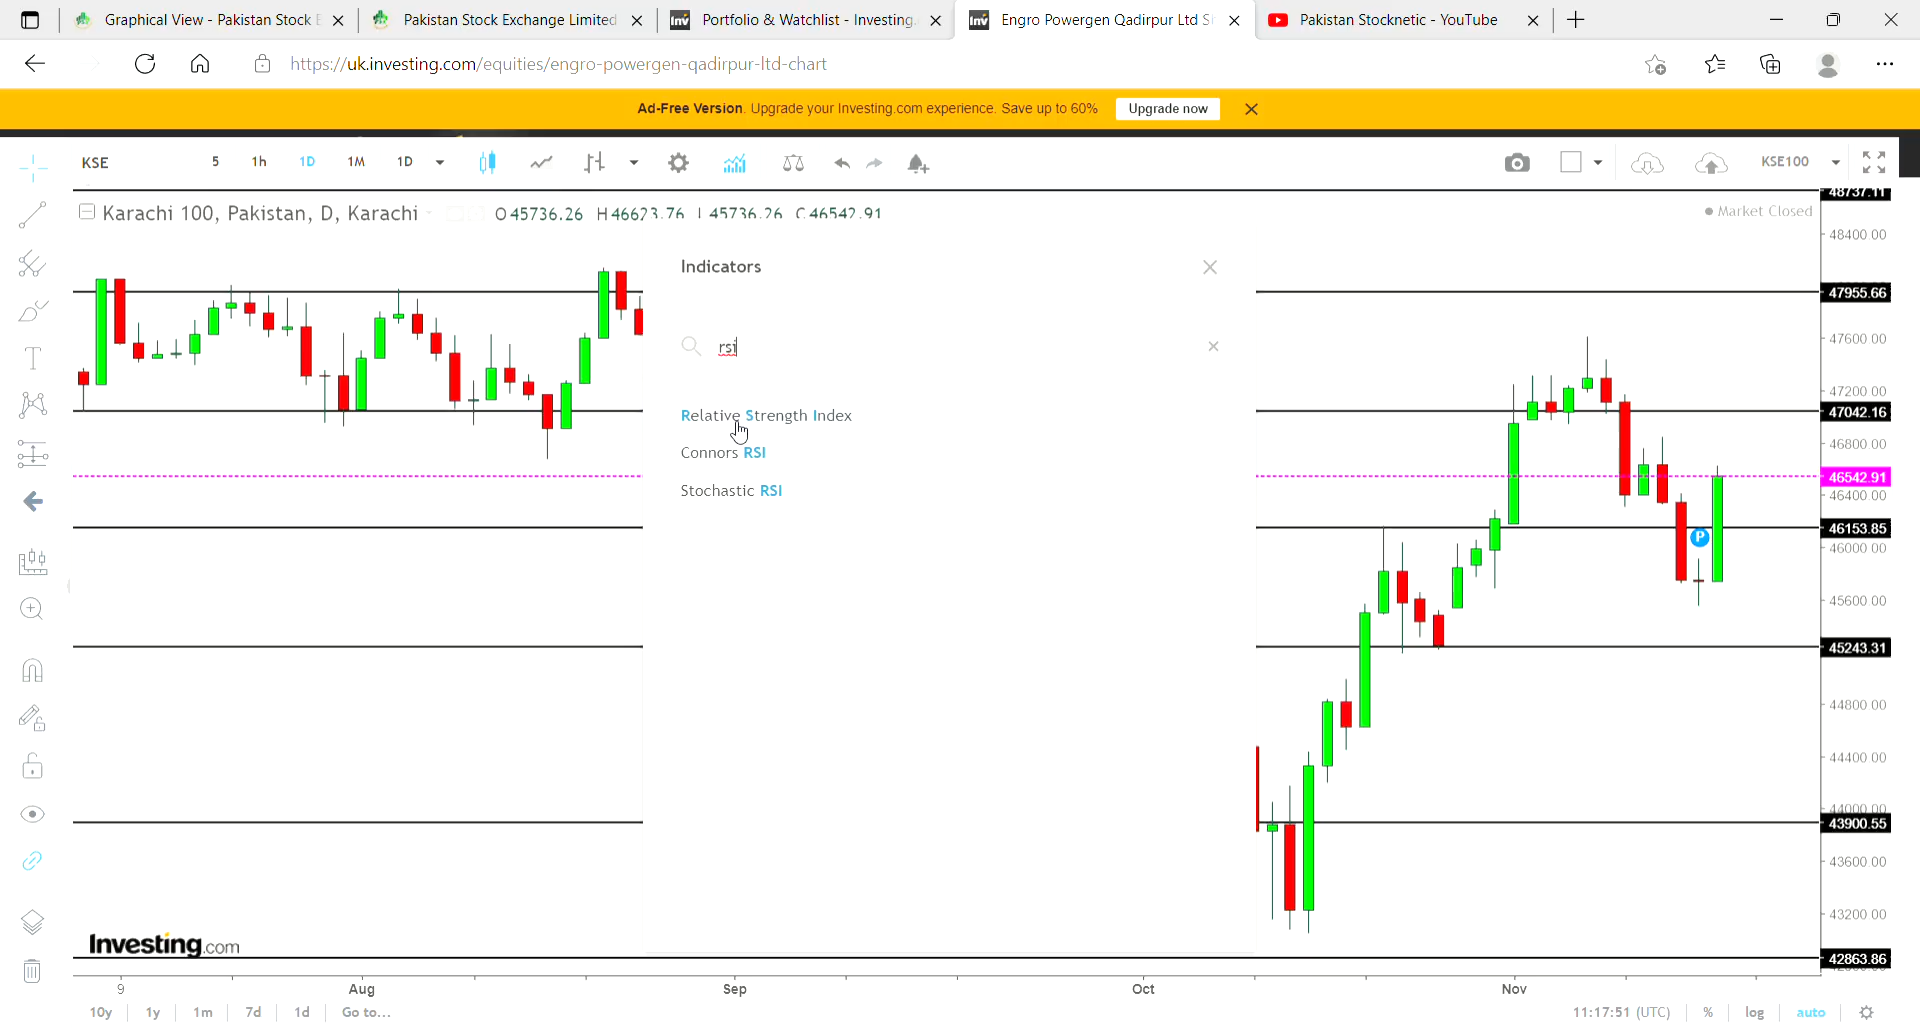 Graphical View - Pakistan Stock E
Pakistan Stock Exchange Limited
Inv Portfolio & Watchlist - Investing.
Inv Engro Powergen Qadirpur Ltd S
Pakistan Stocknetic - YouTube
https://uk.investing.com/equities/engro-powergen-qadirpur-ltd-chart
Ad-Free Version. Upgrade your Investing.com experience. Save up to 60% Upgrade now
KSE 5 1h 1D 1M 1D KSE100
Karachi 100, Pakistan, D, Karachi O 45736.26 H 46623.76 L 45736.26 C 46542.91
Market Closed
48737.11
48400.00
47955.66
47600.00
47200.00
47042.16
46800.00
46542.91
46400.00
46153.85
46000.00
45600.00
45243.31
44800.00
44400.00
44000.00
43900.55
43600.00
43200.00
42863.86
Indicators
rsi
Relative Strength Index
Connors RSI
Stochastic RSI
T
P
Investing.com
9 Aug Sep Oct Nov
10y 1y 1m 7d 1d Go to... 11:17:51 (UTC) % log auto